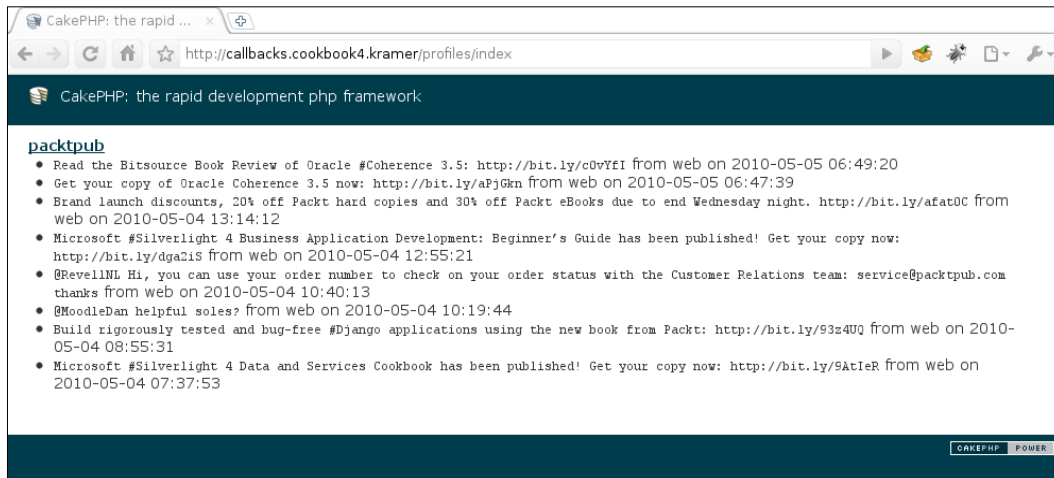 CakePHP: the rapid ...
http://callbacks.cookbook4.kramer/profiles/index
CakePHP: the rapid development php framework
packtpub
Read the Bitsource Book Review of Oracle #Coherence 3.5: http://bit.ly/cOvYfI from web on 2010-05-05 06:49:20
Get your copy of Oracle Coherence 3.5 now: http://bit.ly/aPjGkn from web on 2010-05-05 06:47:39
Brand launch discounts, 20% off Packt hard copies and 30% off Packt eBooks due to end Wednesday night. http://bit.ly/afatOC from
web on 2010-05-04 13:14:12
Microsoft #Silverlight 4 Business Application Development: Beginner's Guide has been published! Get your copy now:
http://bit.ly/dga2iS from web on 2010-05-04 12:55:21
@RevellNL Hi, you can use your order number to check on your order status with the Customer Relations team: service@packtpub.com
thanks from web on 2010-05-04 10:40:13
@MoodleDan helpful soles? from web on 2010-05-04 10:19:44
Build rigorously tested and bug-free #Django applications using the new book from Packt: http://bit.ly/93z4UQ from web on 2010-
05-04 08:55:31
Microsoft #Silverlight 4 Data and Services Cookbook has been published! Get your copy now: http://bit.ly/9AtIeR from web on
2010-05-04 07:37:53
CAKEPHP POWER